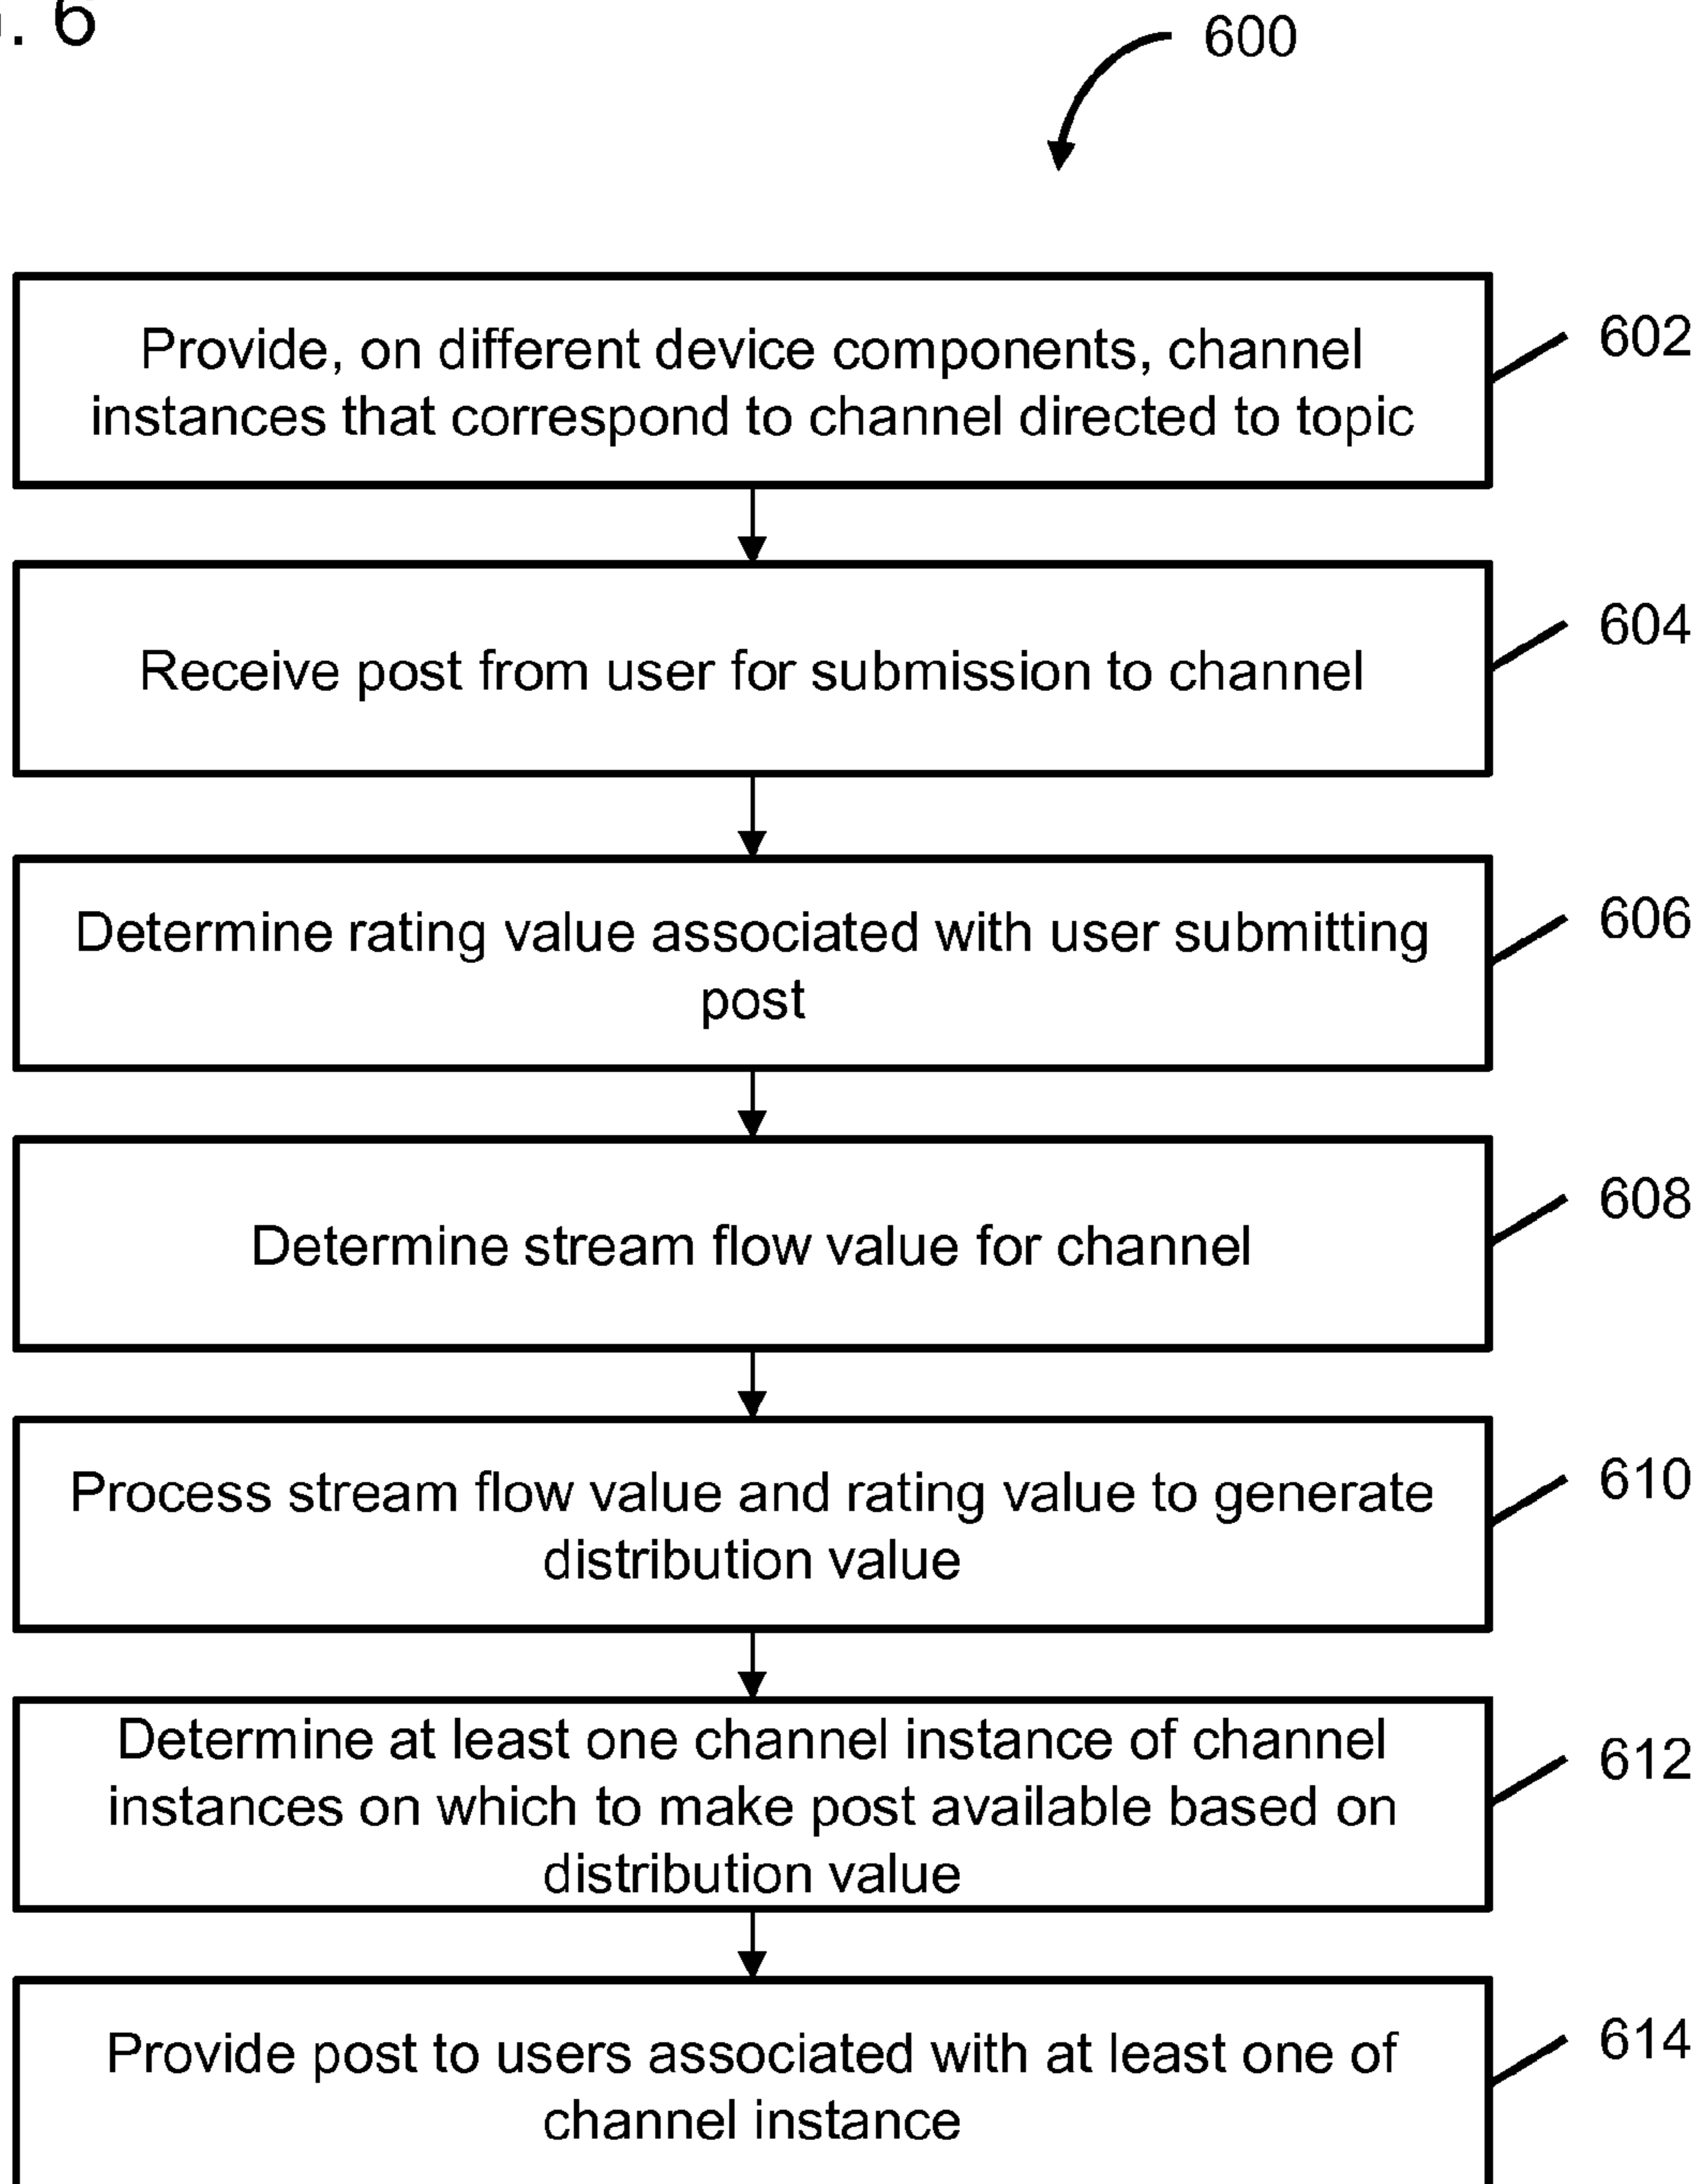 . 6
600
Provide, on different device components, channel
instances that correspond to channel directed to topic
602
Receive post from user for submission to channel
604
Determine rating value associated with user submitting
post
606
Determine stream flow value for channel
608
Process stream flow value and rating value to generate
distribution value
610
Determine at least one channel instance of channel
instances on which to make post available based on
distribution value
612
Provide post to users associated with at least one of
channel instance
614